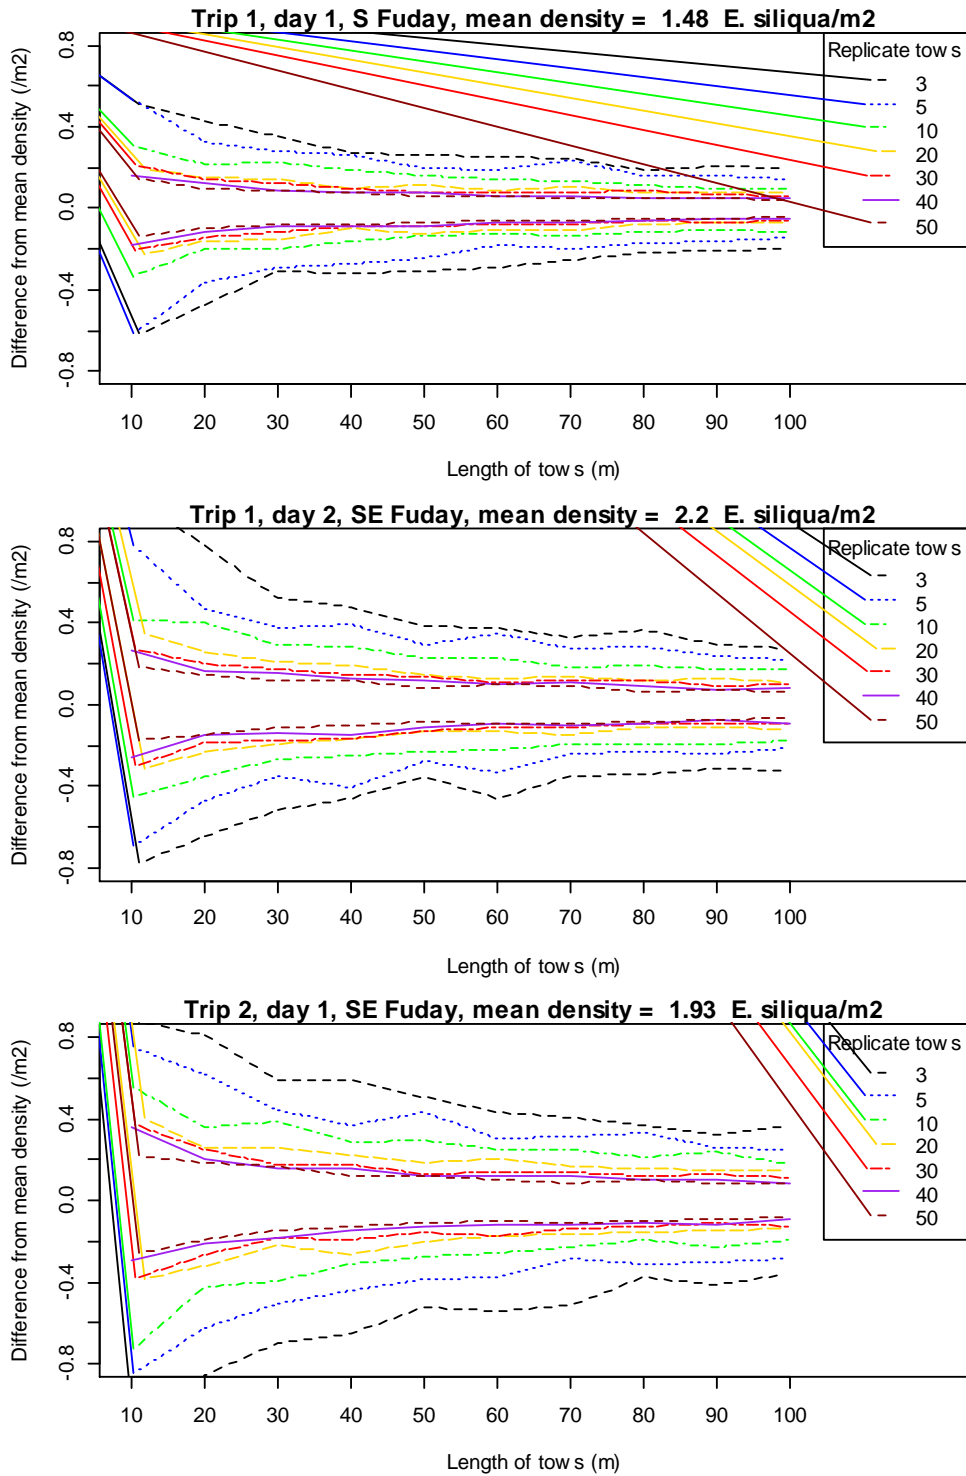 Trip 1, day 1, S Fuday, mean density = 1.48 E. siliqua/m2
Difference from mean density (/m2)
0.8
0.4
0.0
-0.4
-0.8
Replicate tows
3
5
10
20
30
40
50
10 20 30 40 50 60 70 80 90 100
Length of tows (m)
Trip 1, day 2, SE Fuday, mean density = 2.2 E. siliqua/m2
Difference from mean density (/m2)
0.8
0.4
0.0
-0.4
-0.8
Replicate tows
3
5
10
20
30
40
50
10 20 30 40 50 60 70 80 90 100
Length of tows (m)
Trip 2, day 1, SE Fuday, mean density = 1.93 E. siliqua/m2
Difference from mean density (/m2)
0.8
0.4
0.0
-0.4
-0.8
Replicate tows
3
5
10
20
30
40
50
10 20 30 40 50 60 70 80 90 100
Length of tows (m)